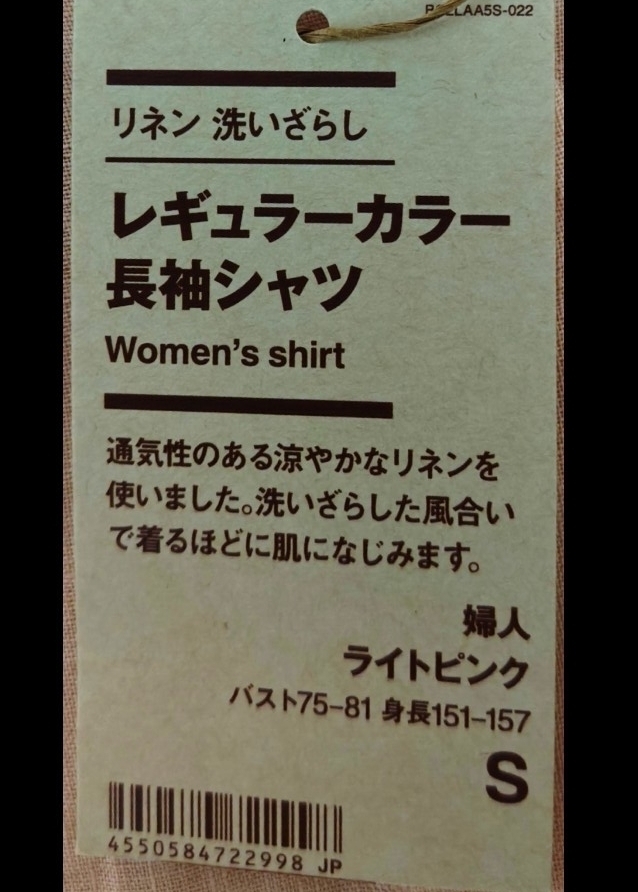 LAA5S-022
リネン 洗いざらし
レギュラーカラー
長袖シャツ
Women's shirt
通気性のある涼やかなリネンを
使いました。洗いざらした風合い
で着るほどに肌になじみます。
婦人
ライトピンク
バスト75-81 身長151-157
S
4550584722998 JP